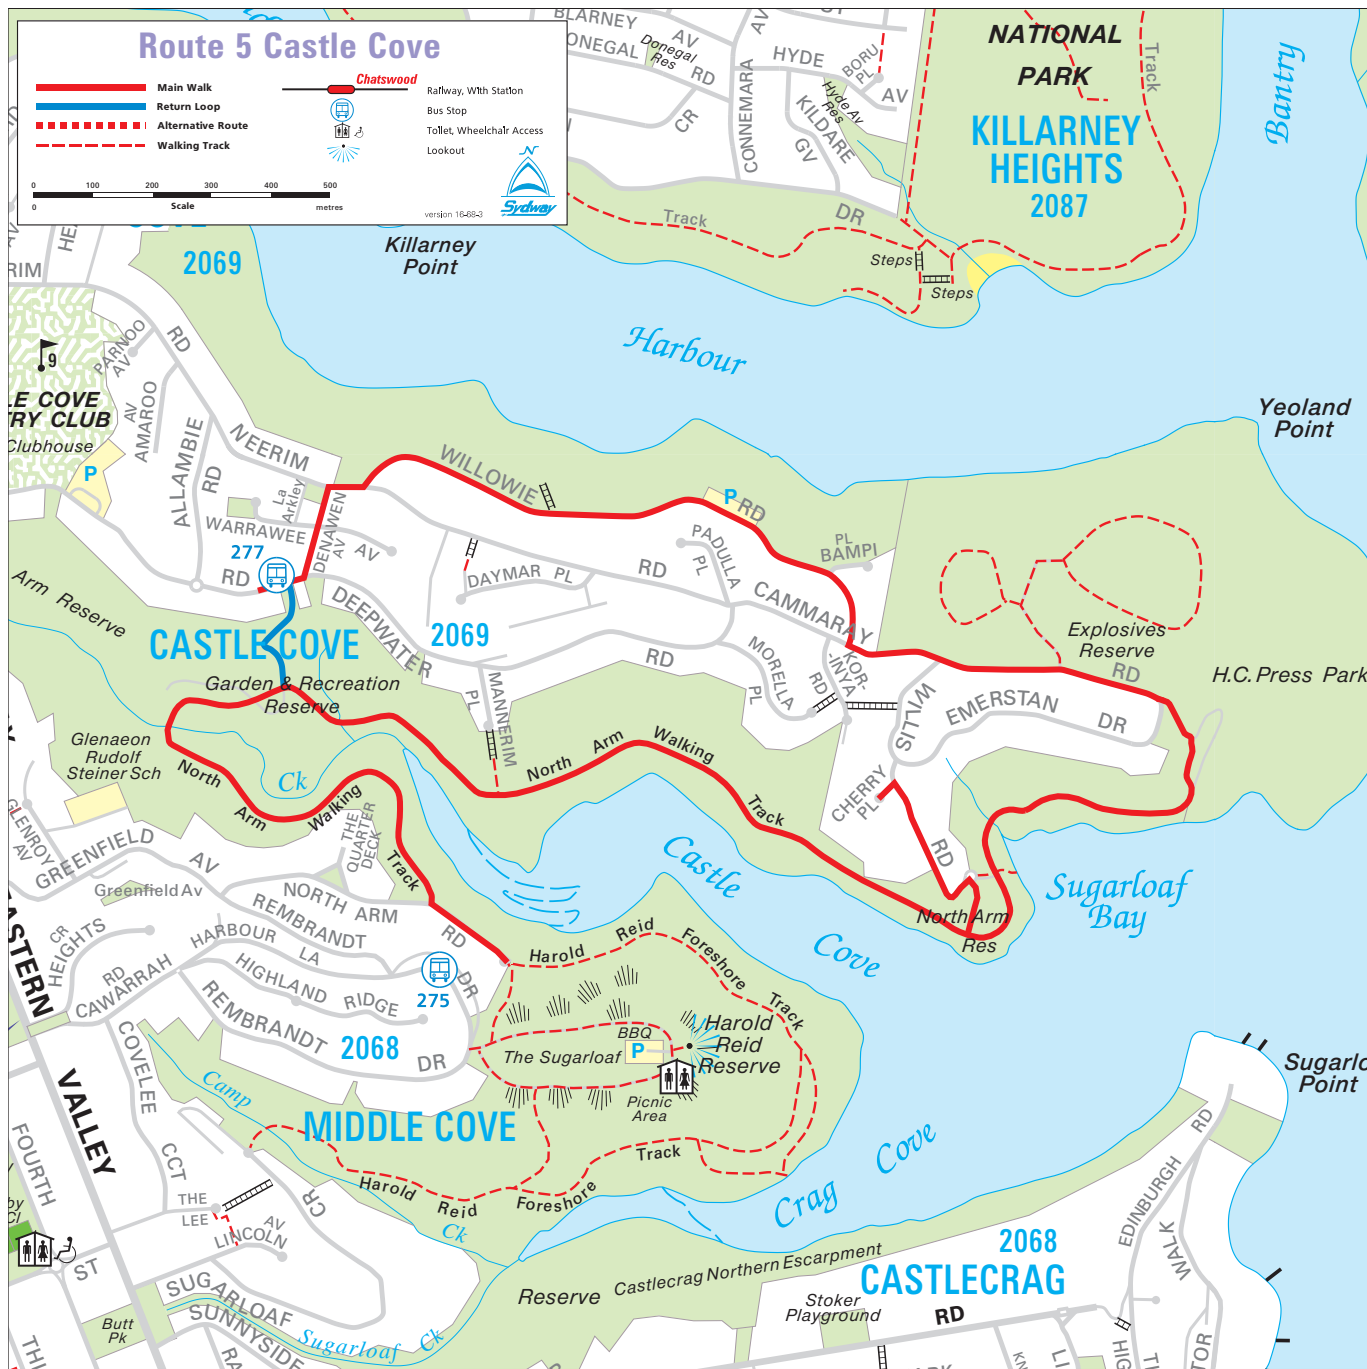 Route 5 Castle Cove
Main Walk
Return Loop
Alternative Route
Walking Track
Chatswood
Railway, With Station
Bus Stop
Toilet, Wheelchair Access
Lookout
0 100 200 300 400 500
0 Scale metres
version 16-68-3
N
Sydway
BLARNEY AV
DONEGAL RD
Donegal
Res
CONNEMARA AV
HYDE AV
BORU
PL
Hyde Av
Res
KILDARE
GV
CR
DR
Track
NATIONAL
PARK
Track
KILLARNEY
HEIGHTS
2087
Bantry
Steps
Steps
Killarney
Point
2069
Harbour
Yeoland
Point
RIM
PARNOO
AV
RD
AMAROO
AV
9
LE COVE
TRY CLUB
Clubhouse
P
ALLAMBIE
RD
NEERIM
La
Arkley
WARRAWEE
AV
DENAWEN
AV
277
RD
WILLOWIE
RD
P
PADULLA
PL
PL
BAMPI
DAYMAR PL
RD
CAMMARAY
DEEPWATER
RD
2069
Arm Reserve
CASTLE COVE
Garden & Recreation
Reserve
MANNERIM
PL
MORELLA
PL
KOR-
-INYA
RD
WILLIS
EMERSTAN
DR
Explosives
Reserve
RD
H.C. Press Park
Glenaeon
Rudolf
Steiner Sch
North
Arm
Walking
Track
Ck
North Arm
Walking
Track
CHERRY
PL
RD
North Arm
Res
Castle
Cove
Sugarloaf
Bay
GLENROY
AV
GREENFIELD
AV
Greenfield Av
THE
QUARTER
DECK
NORTH ARM
RD
REMBRANDT
DR
HARBOUR
LA
HIGHLAND
RIDGE
CR
HEIGHTS
RD
CAWARRAH
REMBRANDT
DR
275
2068
MIDDLE COVE
EASTERN
VALLEY
COVELEE
CCT
Camp
Ck
Harold
Reid
Foreshore
Track
The Sugarloaf
BBQ
P
Harold
Reid
Reserve
Picnic
Area
Harold
Reid
Foreshore
Track
FOURTH
THE
LEE
AV
LINCOLN
CR
ST
SUGARLOAF
SUNNYSIDE
Sugarloaf
Ck
Butt
Pk
Crag
Cove
Reserve
Castlecrag Northern Escarpment
Stoker
Playground
2068
CASTLECRAG
RD
EDINBURGH
RD
WALK
Sugarlo
Point